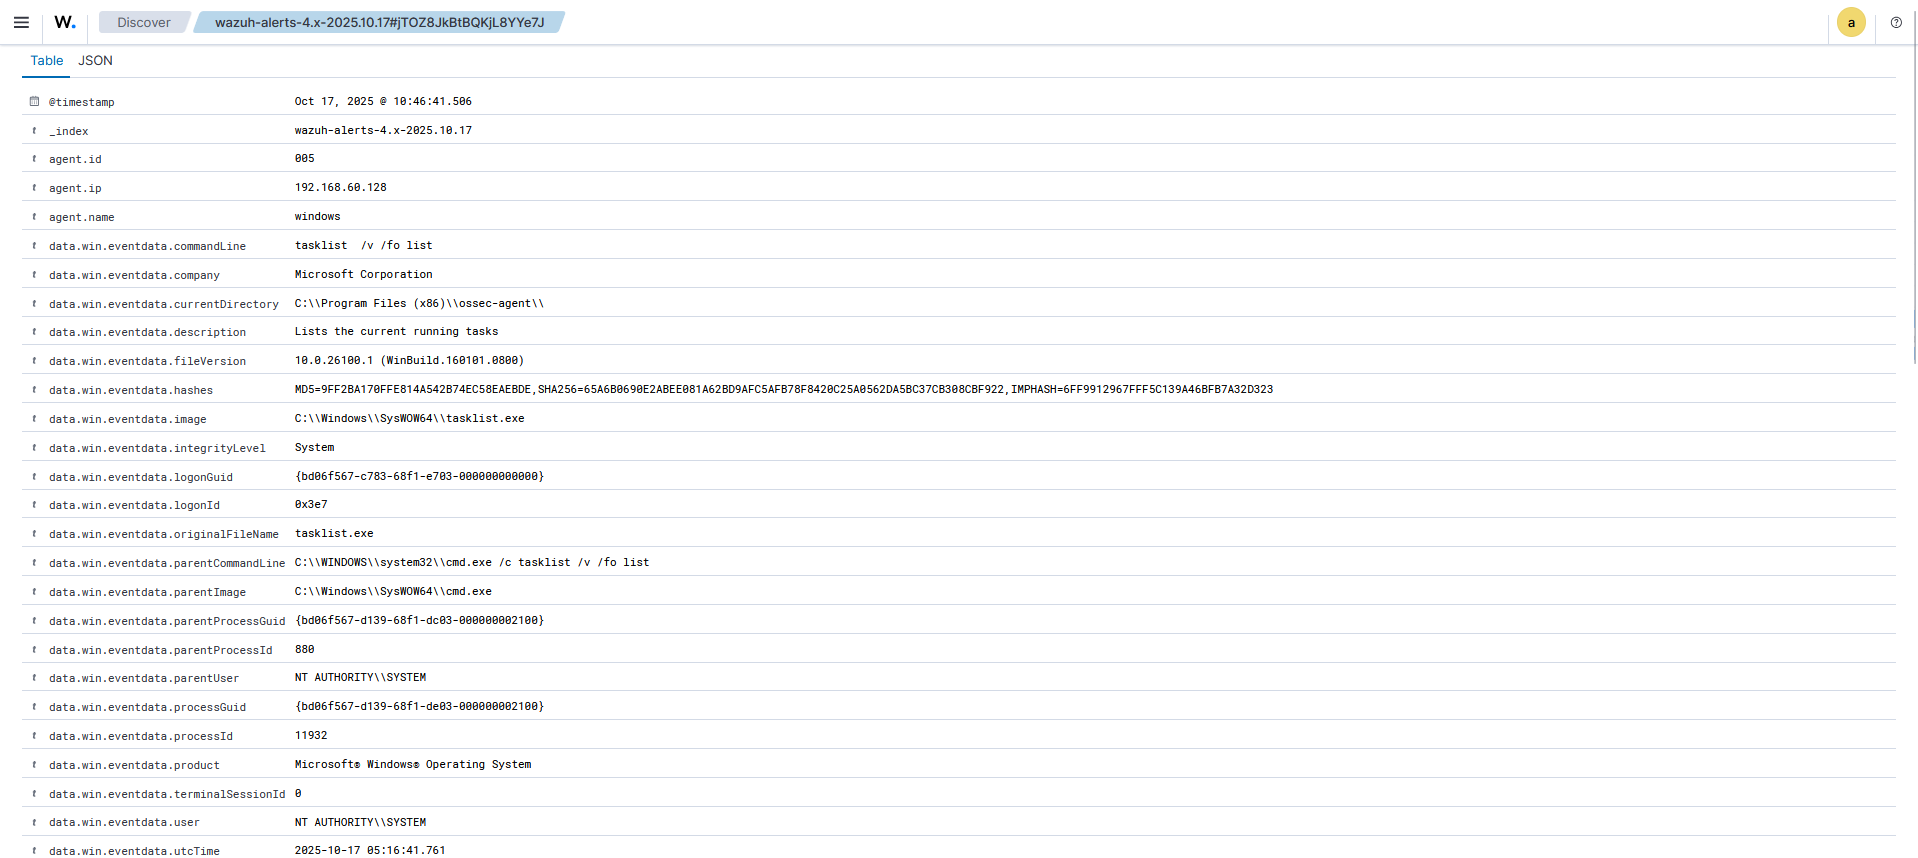 W. Discover wazuh-alerts-4.x-2025.10.17#jTOZ8JkBtBQKjL8YYe7J a
Table JSON
@timestamp Oct 17, 2025 @ 10:46:41.506
t _index wazuh-alerts-4.x-2025.10.17
t agent.id 005
t agent.ip 192.168.60.128
t agent.name windows
t data.win.eventdata.commandLine tasklist  /v /fo list
t data.win.eventdata.company Microsoft Corporation
t data.win.eventdata.currentDirectory C:\\Program Files (x86)\\ossec-agent\\
t data.win.eventdata.description Lists the current running tasks
t data.win.eventdata.fileVersion 10.0.26100.1 (WinBuild.160101.0800)
t data.win.eventdata.hashes MD5=9FF2BA170FFE814A542B74EC58EAEBDE,SHA256=65A6B0690E2ABEE081A62BD9AFC5AFB78F8420C25A0562DA5BC37CB308CBF922,IMPHASH=6FF9912967FFF5C139A46BFB7A32D323
t data.win.eventdata.image C:\\Windows\\SysWOW64\\tasklist.exe
t data.win.eventdata.integrityLevel System
t data.win.eventdata.logonGuid {bd06f567-c783-68f1-e703-000000000000}
t data.win.eventdata.logonId 0x3e7
t data.win.eventdata.originalFileName tasklist.exe
t data.win.eventdata.parentCommandLine C:\\WINDOWS\\system32\\cmd.exe /c tasklist /v /fo list
t data.win.eventdata.parentImage C:\\Windows\\SysWOW64\\cmd.exe
t data.win.eventdata.parentProcessGuid {bd06f567-d139-68f1-dc03-000000002100}
t data.win.eventdata.parentProcessId 880
t data.win.eventdata.parentUser NT AUTHORITY\\SYSTEM
t data.win.eventdata.processGuid {bd06f567-d139-68f1-de03-000000002100}
t data.win.eventdata.processId 11932
t data.win.eventdata.product Microsoft® Windows® Operating System
t data.win.eventdata.terminalSessionId 0
t data.win.eventdata.user NT AUTHORITY\\SYSTEM
t data.win.eventdata.utcTime 2025-10-17 05:16:41.761